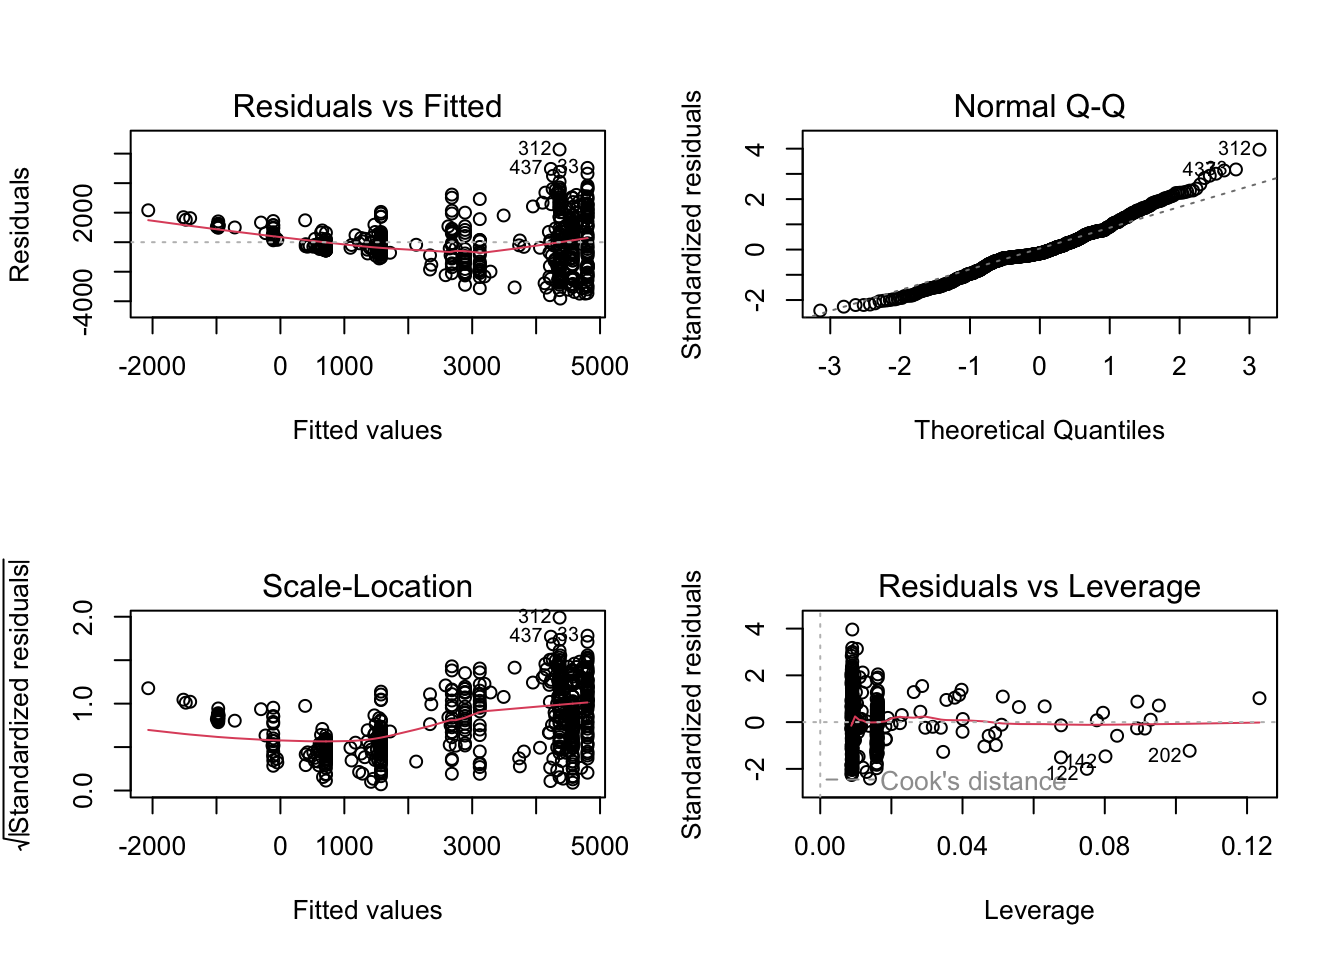 Residuals vs Fitted
Residuals
-4000 2000
312
437 33
-2000 0 1000 3000 5000
Fitted values
Normal Q-Q
Standardized residuals
-2 0 2 4
312
437 33
-3 -2 -1 0 1 2 3
Theoretical Quantiles
Scale-Location
√|Standardized residuals|
0.0 1.0 2.0
312
437 33
-2000 0 1000 3000 5000
Fitted values
Residuals vs Leverage
Standardized residuals
-2 0 2 4
142
122
202
Cook's distance
0.00 0.04 0.08 0.12
Leverage